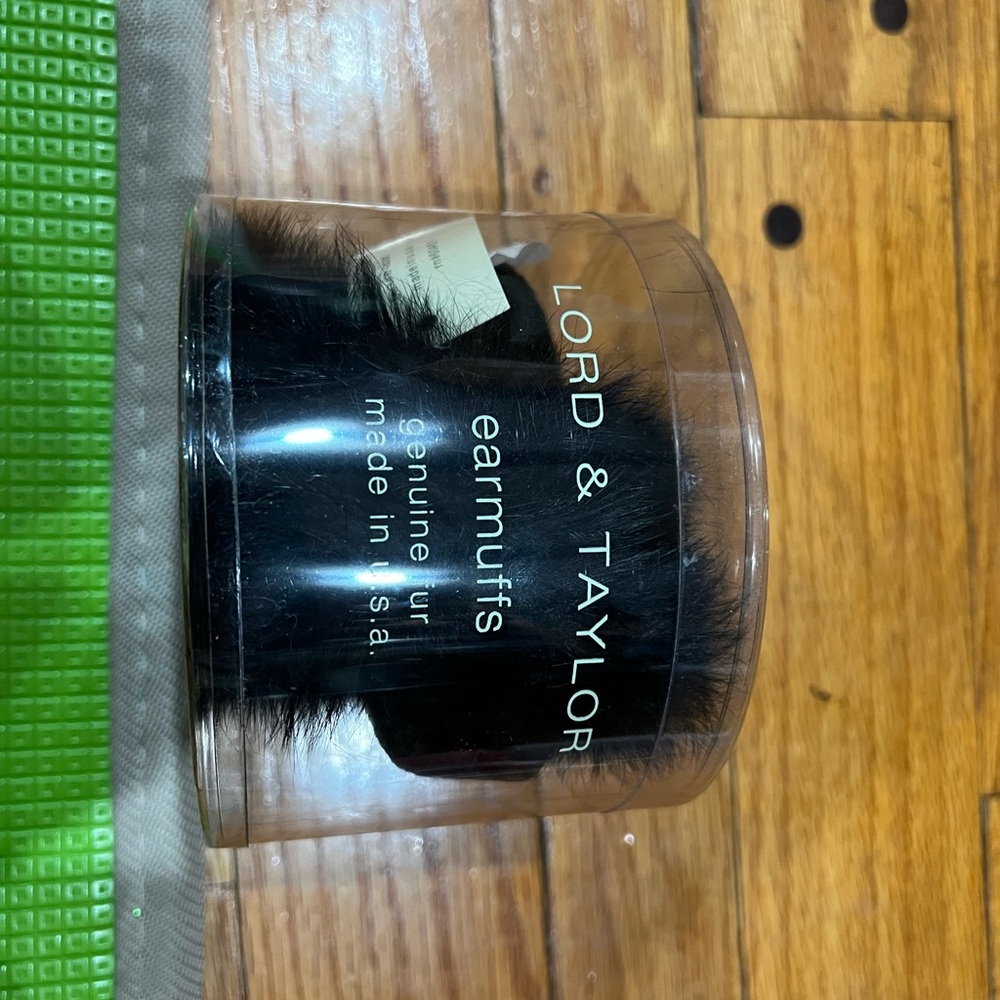 LORD & TAYLOR
earmuffs
genuine fur
made in u.s.a.